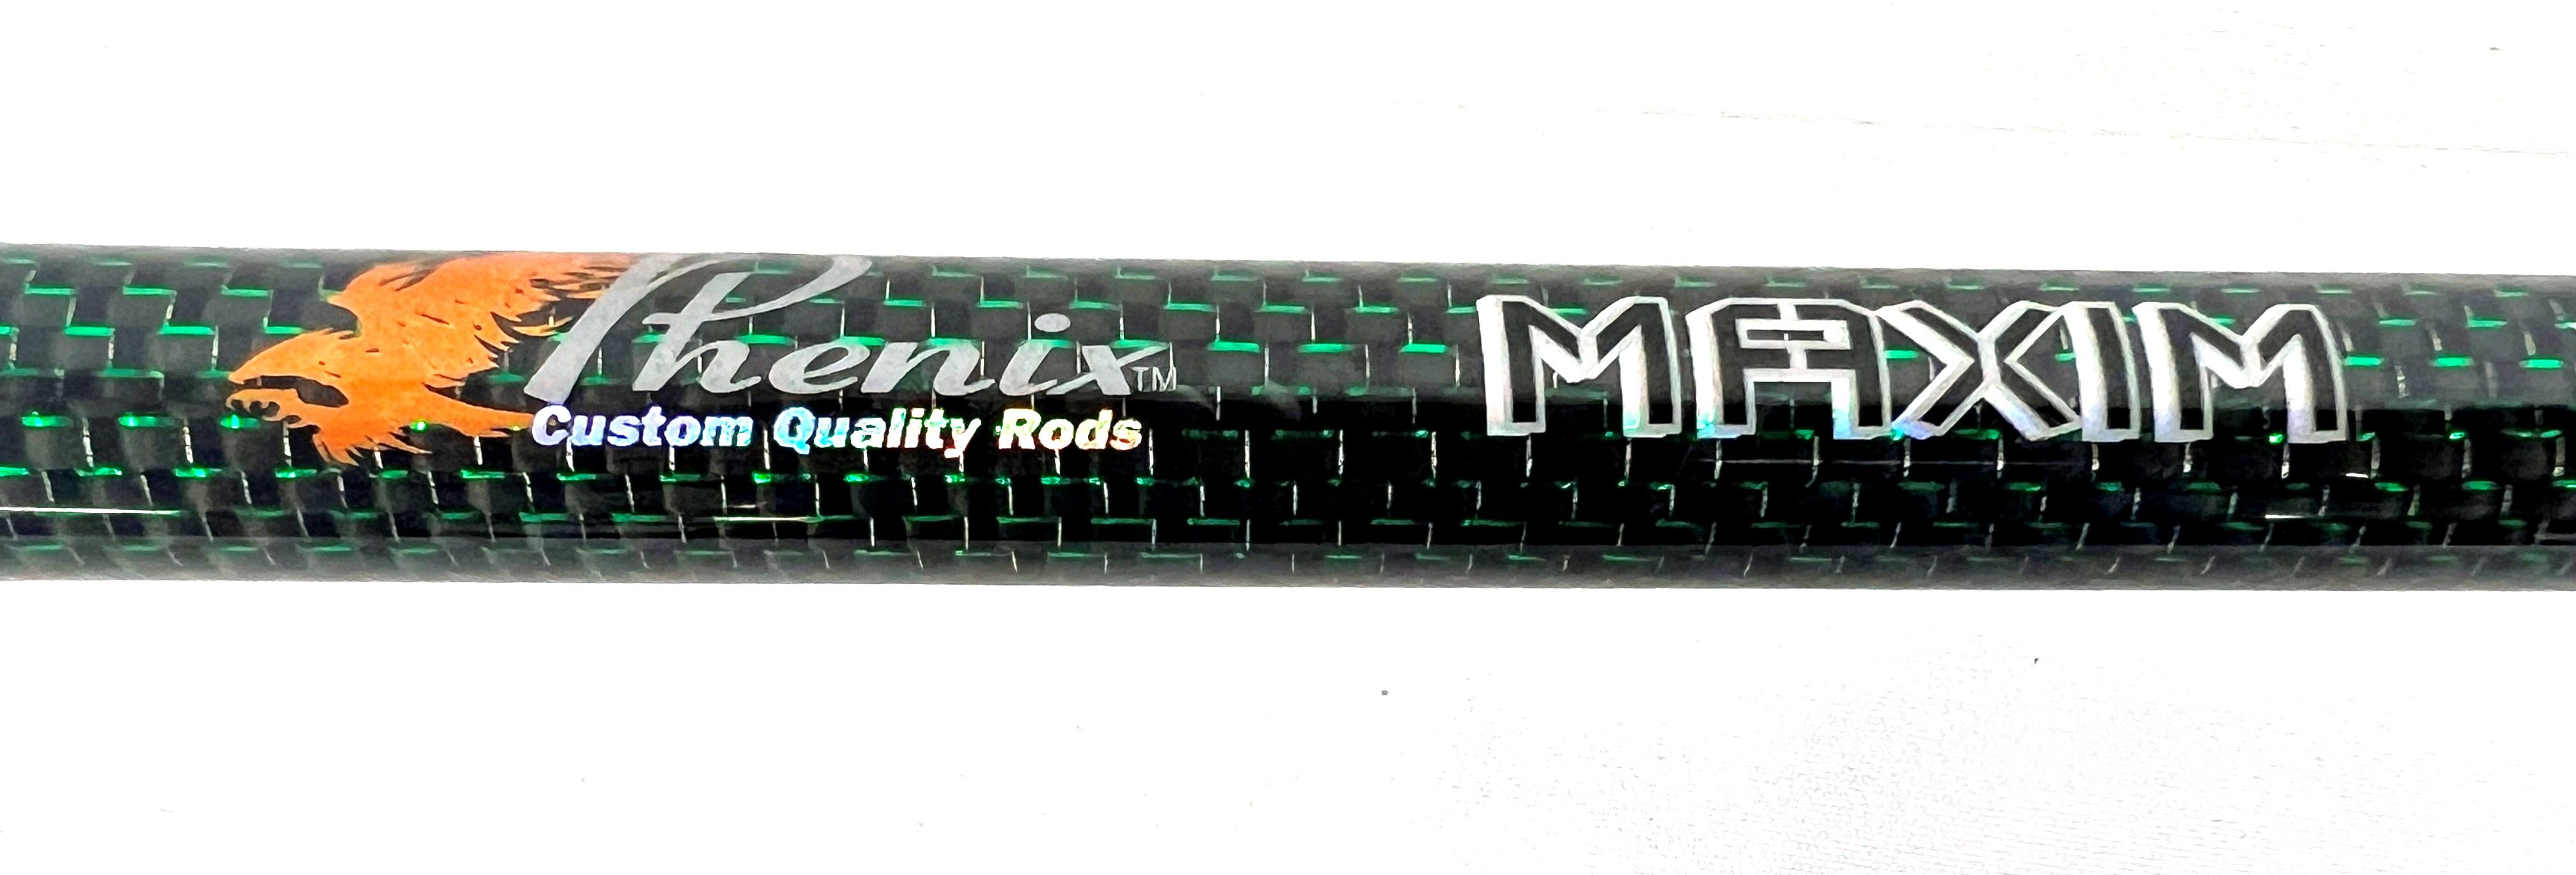 Phenix™
Custom Quality Rods
MAXIM